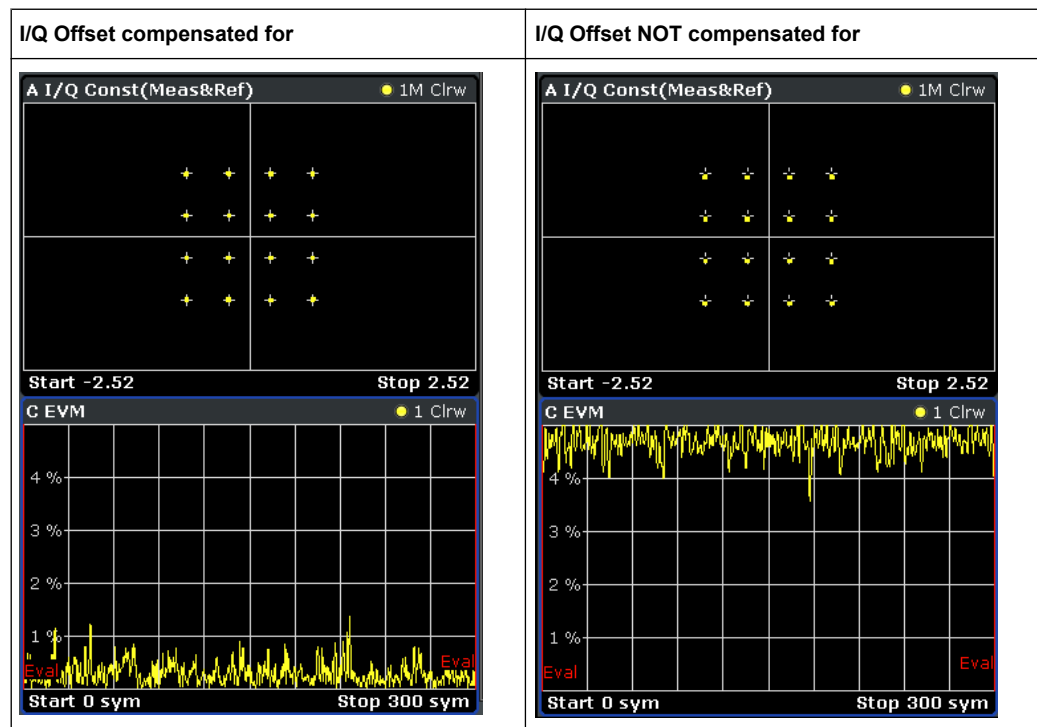 I/Q Offset compensated for
I/Q Offset NOT compensated for
A I/Q Const(Meas&Ref) 1M Clrw
Start -2.52 Stop 2.52
C EVM 1 Clrw
4 %
3 %
2 %
1 %
Eval Eval
Start 0 sym Stop 300 sym
A I/Q Const(Meas&Ref) 1M Clrw
Start -2.52 Stop 2.52
C EVM 1 Clrw
4 %
3 %
2 %
1 %
Eval Eval
Start 0 sym Stop 300 sym